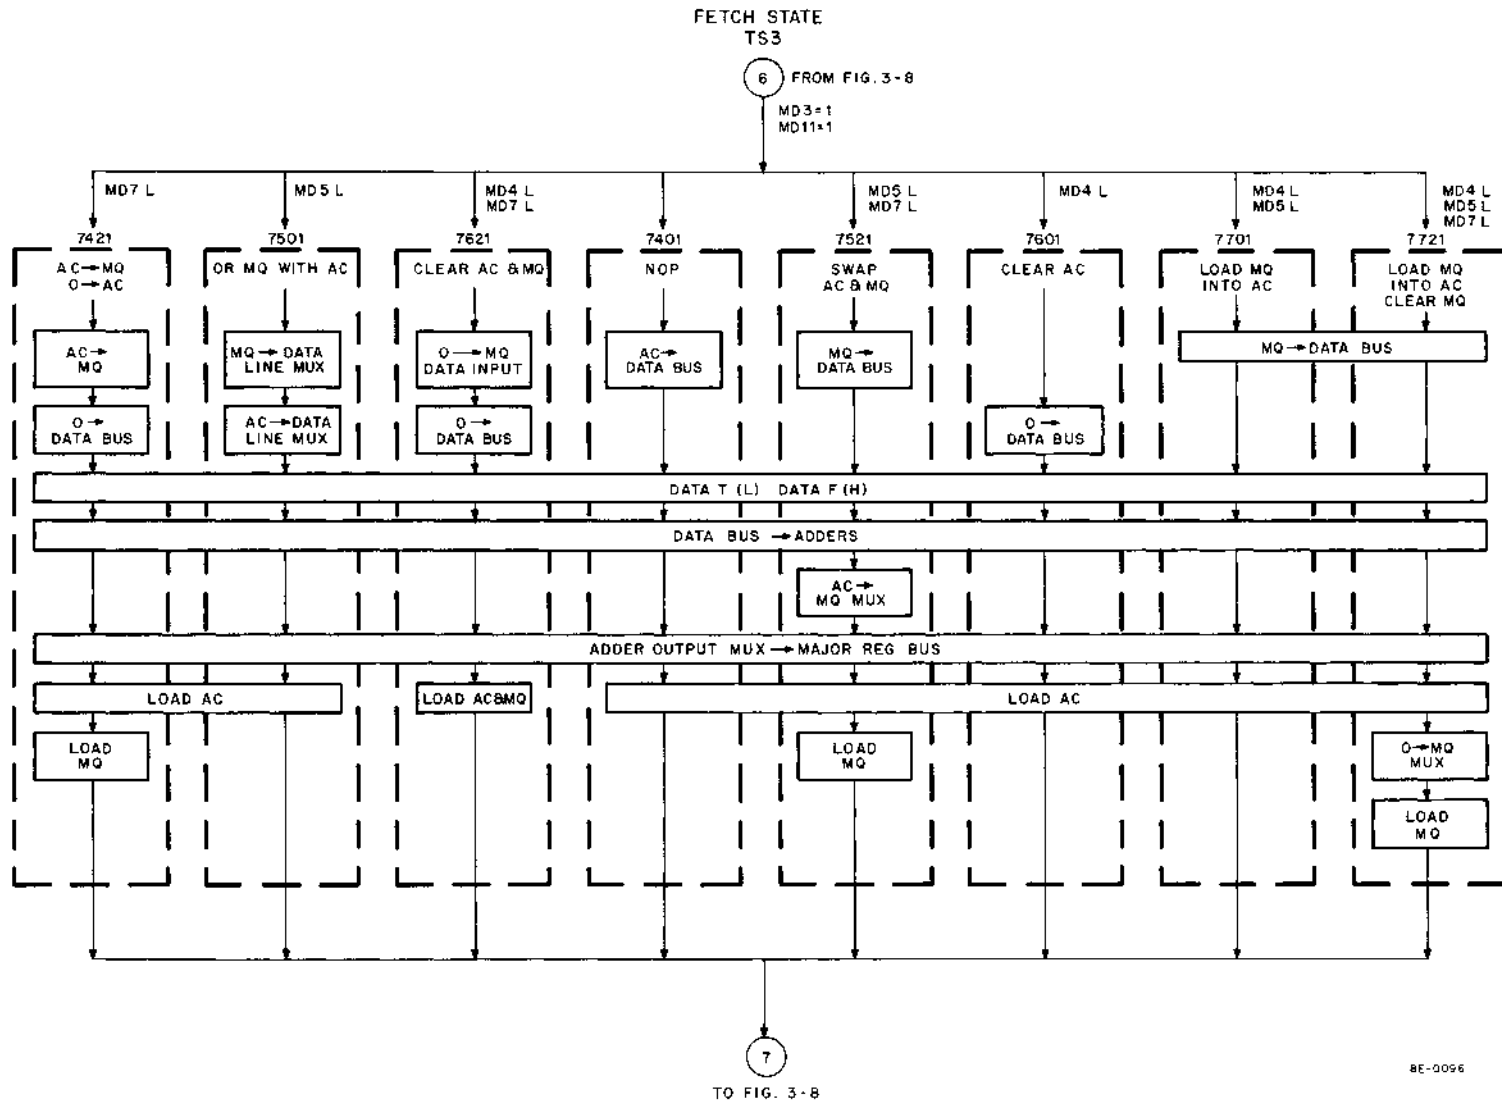 FETCH STATE
TS3
6 FROM FIG. 3-8
MD3=1
MD11=1
MD7 L
MD5 L
MD4 L
MD7 L
MD5 L
MD7 L
MD4 L
MD4 L
MD5 L
MD4 L
MD5 L
MD7 L
7421
7501
7621
7401
7521
7601
7701
7721
AC→MQ
O→AC
OR MQ WITH AC
CLEAR AC & MQ
NOP
SWAP
AC & MQ
CLEAR AC
LOAD MQ
INTO AC
LOAD MQ
INTO AC
CLEAR MQ
AC→
MQ
MQ→DATA
LINE MUX
O→MQ
DATA INPUT
AC→
DATA BUS
MQ→
DATA BUS
MQ→DATA BUS
O→
DATA BUS
AC→DATA
LINE MUX
O→
DATA BUS
O→
DATA BUS
DATA T (L) DATA F (H)
DATA BUS →ADDERS
AC→
MQ MUX
ADDER OUTPUT MUX→MAJOR REG BUS
LOAD AC
LOAD AC&MQ
LOAD AC
LOAD
MQ
LOAD
MQ
O→MQ
MUX
LOAD
MQ
7
TO FIG. 3-8
8E-0096